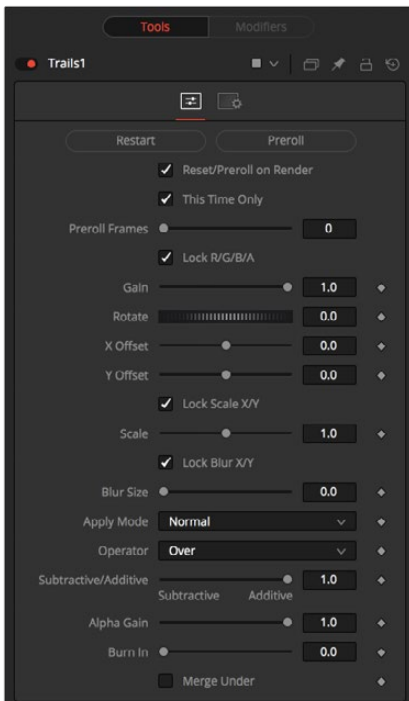 Tools Modifiers
Trails1
Restart Preroll
Reset/Preroll on Render
This Time Only
Preroll Frames 0
Lock R/G/B/A
Gain 1.0
Rotate 0.0
X Offset 0.0
Y Offset 0.0
Lock Scale X/Y
Scale 1.0
Lock Blur X/Y
Blur Size 0.0
Apply Mode Normal
Operator Over
Subtractive/Additive 1.0
Subtractive Additive
Alpha Gain 1.0
Burn In 0.0
Merge Under